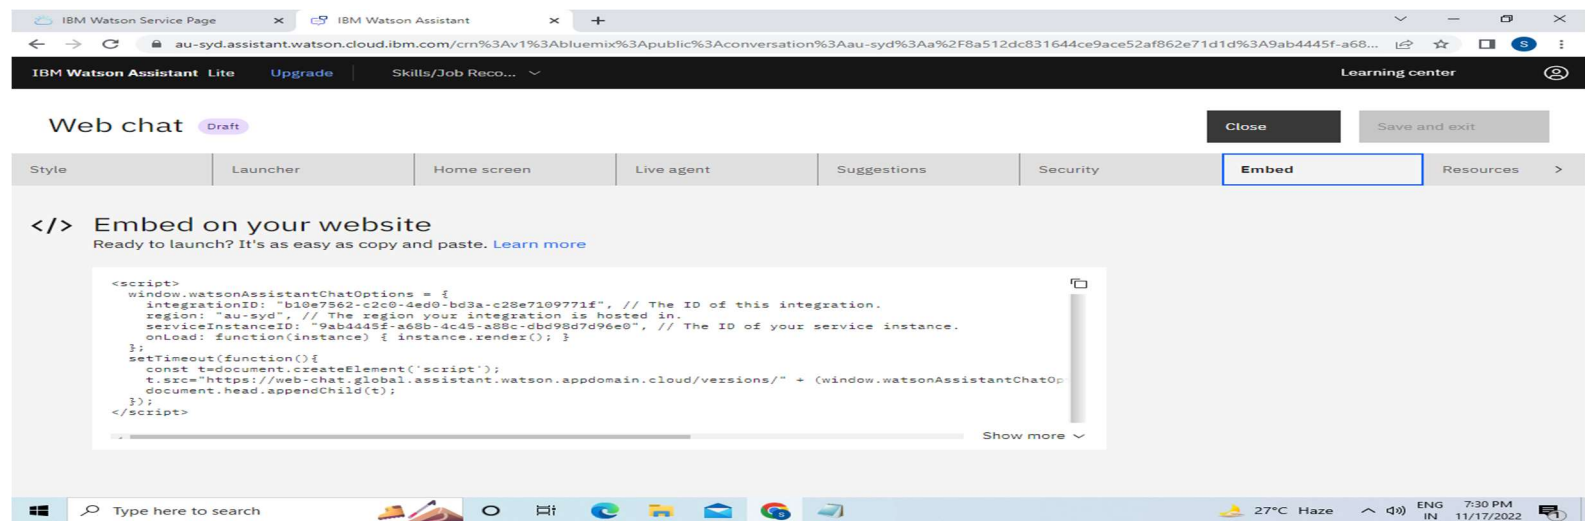 IBM Watson Service Page
IBM Watson Assistant
au-syd.assistant.watson.cloud.ibm.com/crn%3Av1%3Abluemix%3Apublic%3Aconversation%3Aau-syd%3Aa%2F8a512dc831644ce9ace52af862e71d1d%3A9ab4445f-a68...
S
IBM Watson Assistant Lite Upgrade Skills/Job Reco... Learning center
Web chat Draft Close Save and exit
Style Launcher Home screen Live agent Suggestions Security Embed Resources
</> Embed on your website
Ready to launch? It's as easy as copy and paste. Learn more
<script>
window.watsonAssistantChatOptions = {
integrationID: "b10e7562-c2c0-4ed0-bd3a-c28e7109771f", // The ID of this integration.
region: "au-syd", // The region your integration is hosted in.
serviceInstanceID: "9ab4445f-a68b-4c45-a88c-dbd98d7d96e0", // The ID of your service instance.
onLoad: function(instance) { instance.render(); }
};
setTimeout(function(){
const t=document.createElement('script');
t.src="https://web-chat.global.assistant.watson.appdomain.cloud/versions/" + (window.watsonAssistantChatOp
document.head.appendChild(t);
});
</script>
Show more
Type here to search
27°C Haze
ENG
IN
7:30 PM
11/17/2022
1